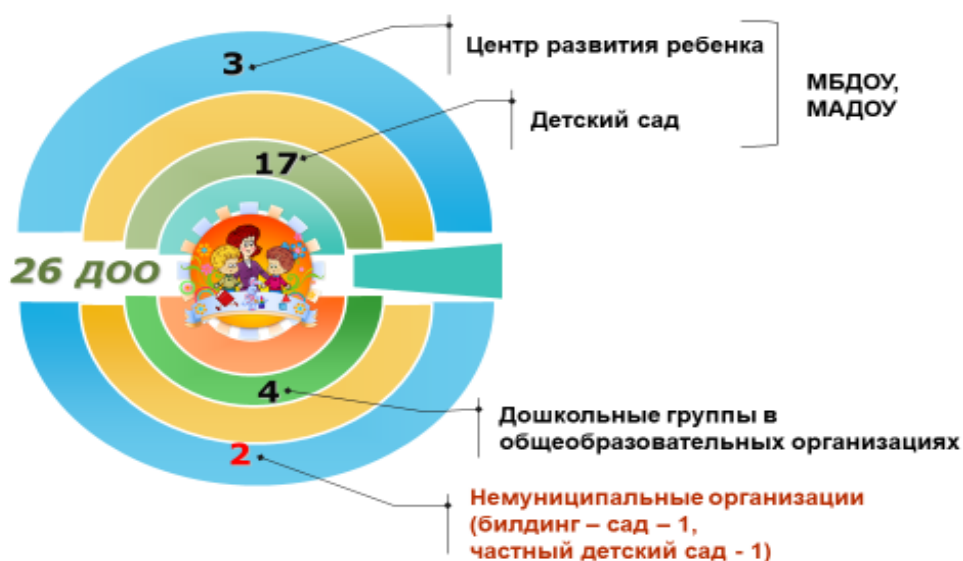 3
Центр развития ребенка
МБДОУ,
МАДОУ
Детский сад
17
26 ДОО
4
Дошкольные группы в
общеобразовательных организациях
2
Немуниципальные организации
(билдинг – сад – 1,
частный детский сад - 1)